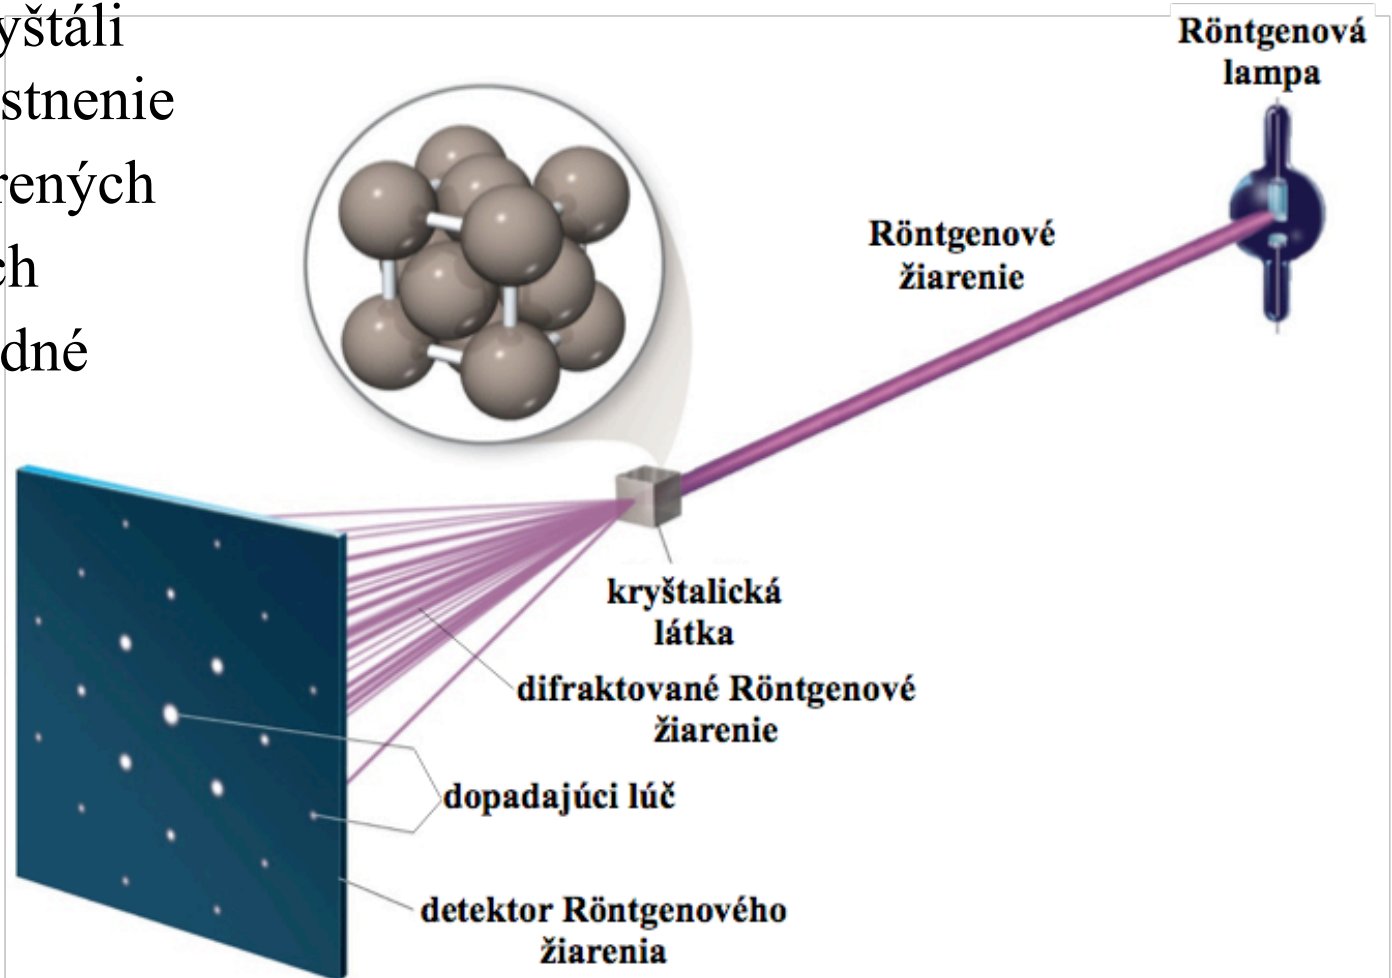 yštáli
stnenie
rených
ch
dné
Röntgenová
lampa
Röntgenové
žiarenie
kryštalická
látka
difraktované Röntgenové
žiarenie
dopadajúci lúč
detektor Röntgenového
žiarenia